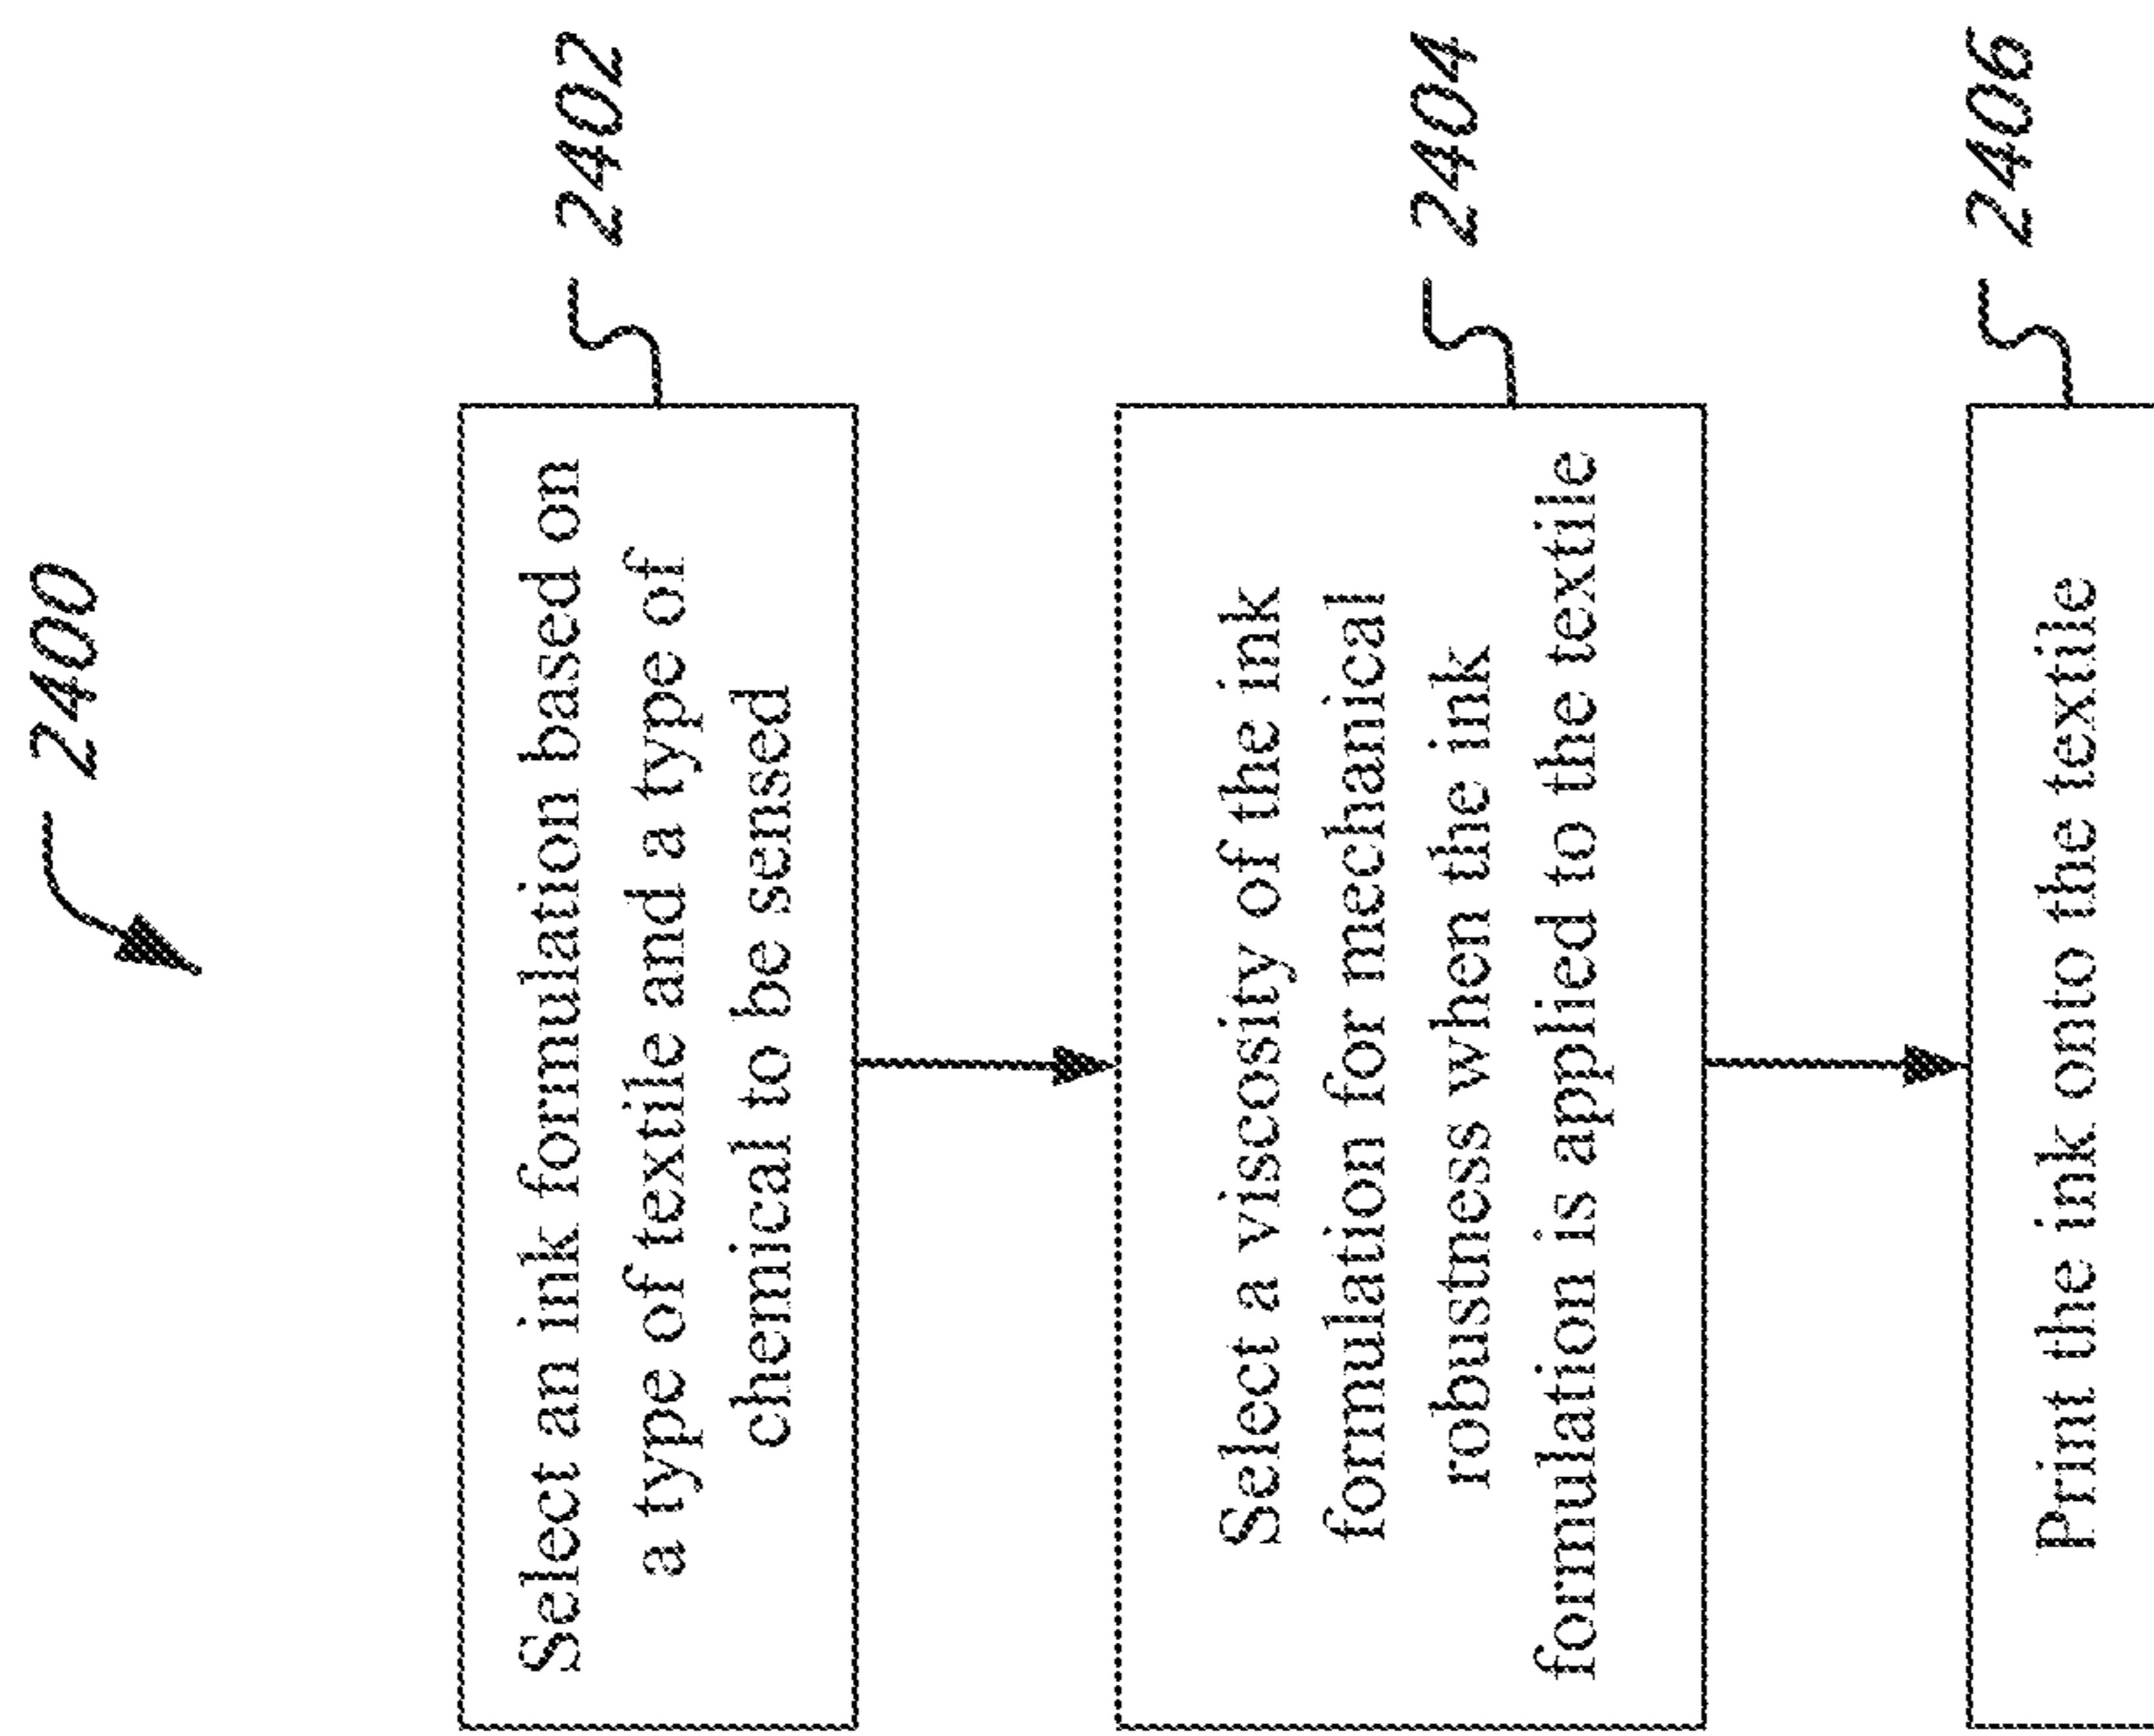 2400
Select an ink formulation based on
a type of textile and a type of
chemical to be sensed
2402
Select a viscosity of the ink
formulation for mechanical
robustness when the ink
formulation is applied to the textile
2404
Print the ink onto the textile
2406